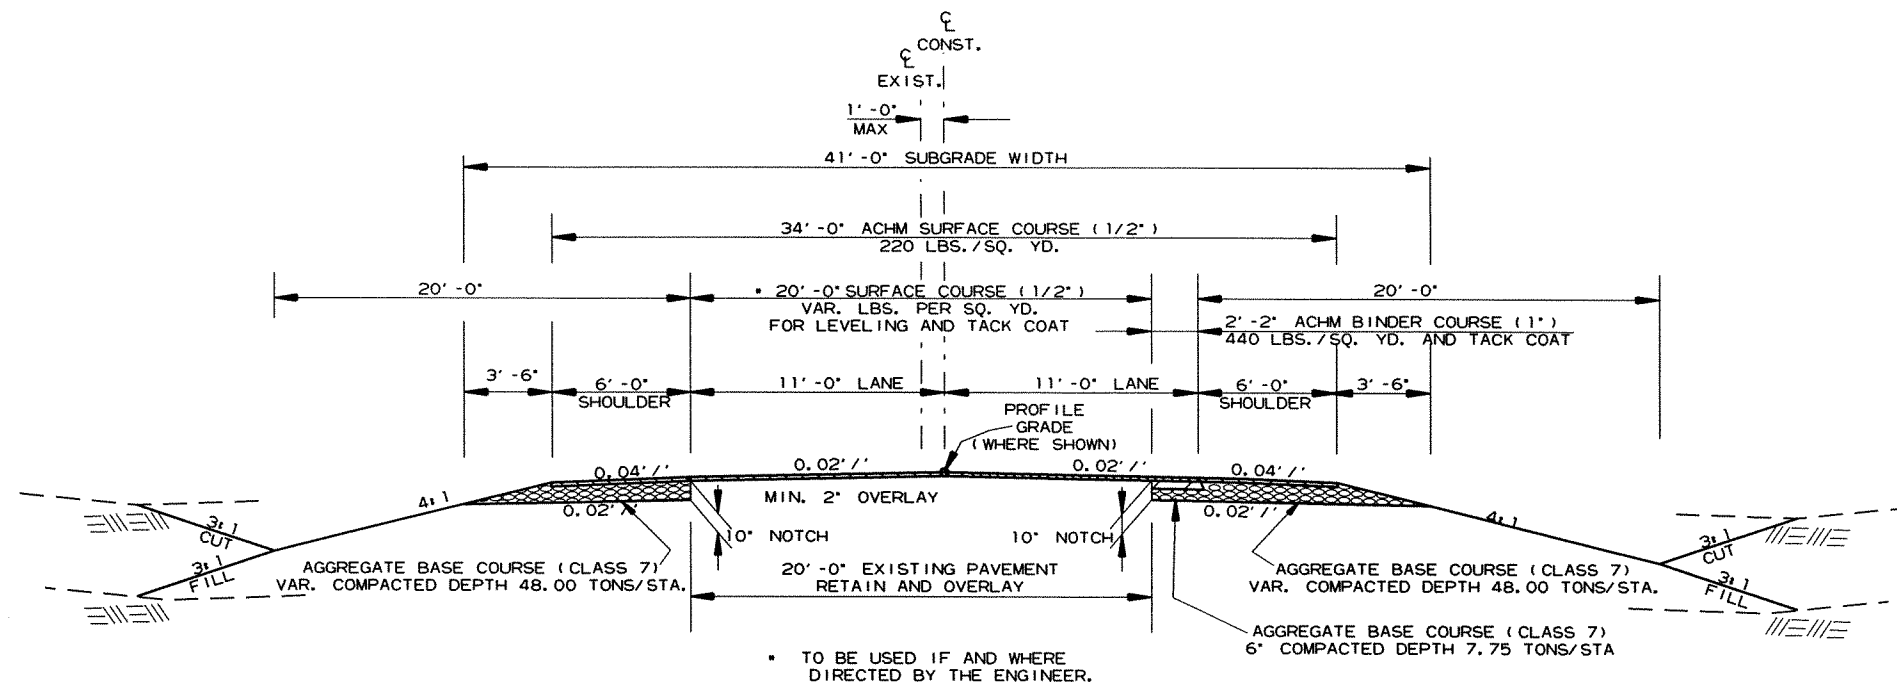 ℄
CONST.
℄
EXIST.
1'-0"
MAX
41'-0" SUBGRADE WIDTH
34'-0" ACHM SURFACE COURSE (1/2")
220 LBS./SQ. YD.
20'-0"
* 20'-0" SURFACE COURSE (1/2")
VAR. LBS. PER SQ. YD.
FOR LEVELING AND TACK COAT
20'-0"
2'-2" ACHM BINDER COURSE (1")
440 LBS./SQ. YD. AND TACK COAT
3'-6"
6'-0"
SHOULDER
11'-0" LANE
11'-0" LANE
6'-0"
SHOULDER
3'-6"
PROFILE
GRADE
(WHERE SHOWN)
0.04'/'
0.02'/'
0.02'/'
0.04'/'
4:1
0.02'/'
MIN. 2" OVERLAY
0.02'/'
4:1
3:1
CUT
3:1
FILL
10" NOTCH
10" NOTCH
3:1
CUT
3:1
FILL
AGGREGATE BASE COURSE (CLASS 7)
VAR. COMPACTED DEPTH 48.00 TONS/STA.
20'-0" EXISTING PAVEMENT
RETAIN AND OVERLAY
AGGREGATE BASE COURSE (CLASS 7)
VAR. COMPACTED DEPTH 48.00 TONS/STA.
AGGREGATE BASE COURSE (CLASS 7)
6" COMPACTED DEPTH 7.75 TONS/STA
* TO BE USED IF AND WHERE
DIRECTED BY THE ENGINEER.